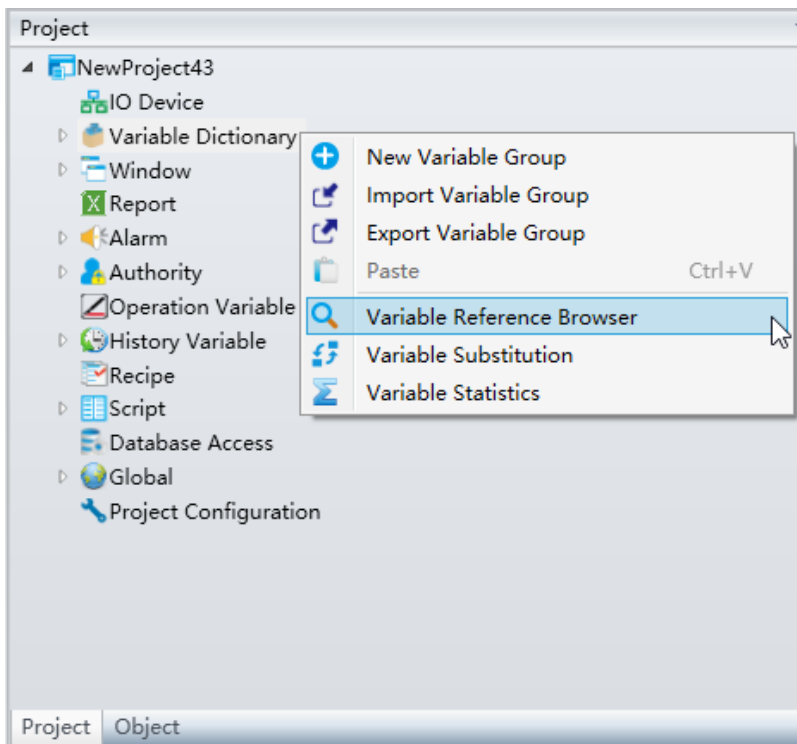 Project
NewProject43
IO Device
Variable Dictionary
New Variable Group
Window
Import Variable Group
Report
Export Variable Group
Alarm
Paste Ctrl+V
Authority
Operation Variable
Variable Reference Browser
History Variable
Variable Substitution
Recipe
Variable Statistics
Script
Database Access
Global
Project Configuration
Project Object